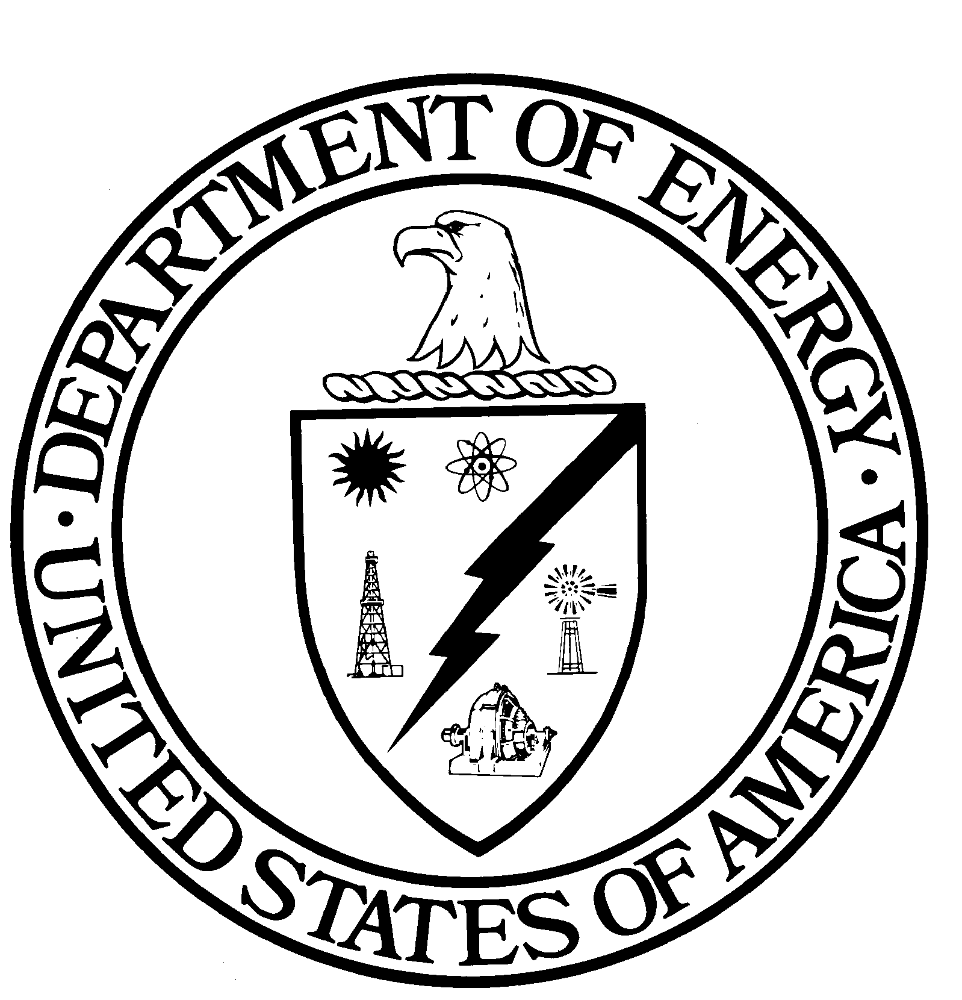 DEPARTMENT OF ENERGY
UNITED STATES OF AMERICA